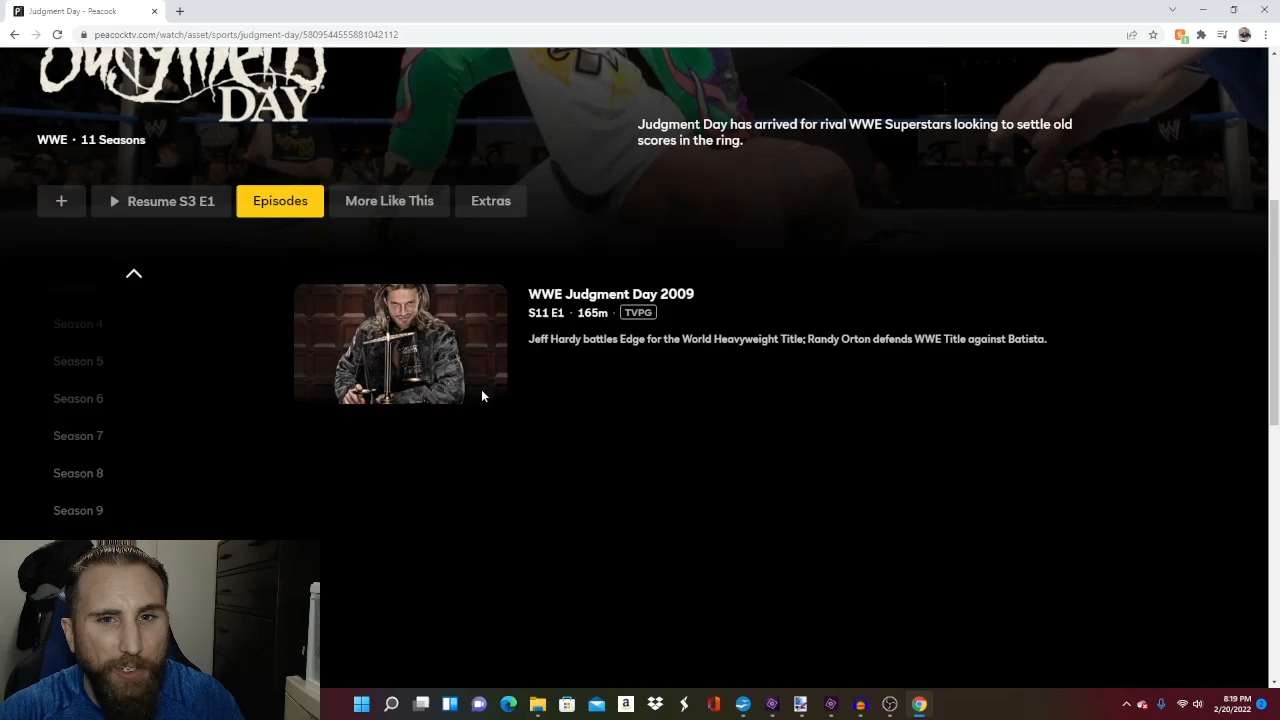 Judgment Day - Peacock
peacocktv.com/watch/asset/sports/judgment-day/5809544555881042112
Judgment
DAY
WWE · 11 Seasons
Judgment Day has arrived for rival WWE Superstars looking to settle old
scores in the ring.
+ Resume S3 E1 Episodes More Like This Extras
WWE Judgment Day 2009
S11 E1 · 165m · TVPG
Jeff Hardy battles Edge for the World Heavyweight Title; Randy Orton defends WWE Title against Batista.
Season 4
Season 5
Season 6
Season 7
Season 8
Season 9
8:19 PM
2/20/2022